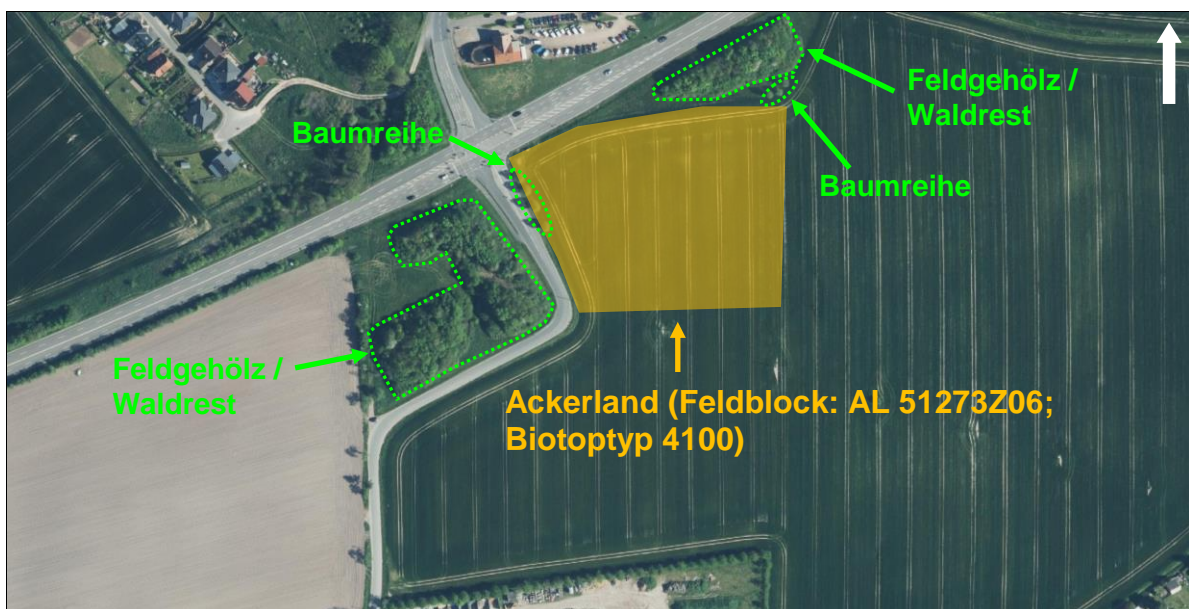 Feldgehölz /
Waldrest
Baumreihe
Baumreihe
Feldgehölz /
Waldrest
Ackerland (Feldblock: AL 51273Z06;
Biotoptyp 4100)